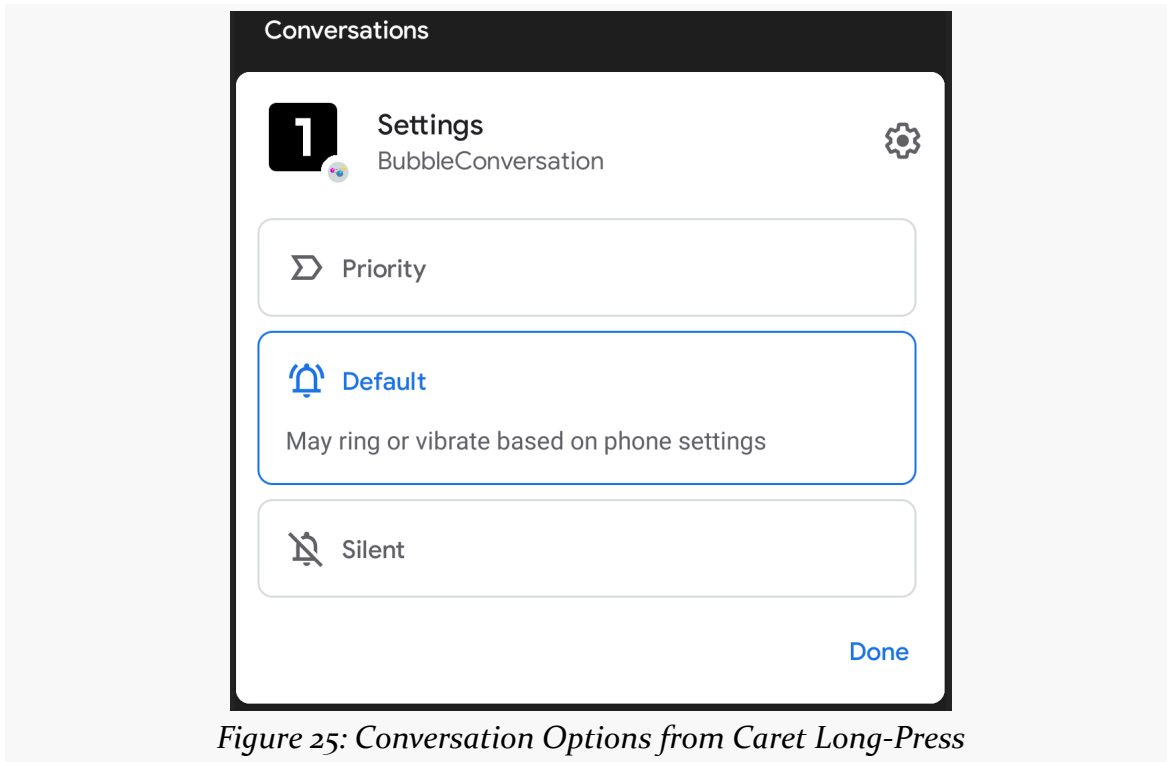 Conversations
1
Settings
BubbleConversation
Priority
Default
May ring or vibrate based on phone settings
Silent
Done
Figure 25: Conversation Options from Caret Long-Press